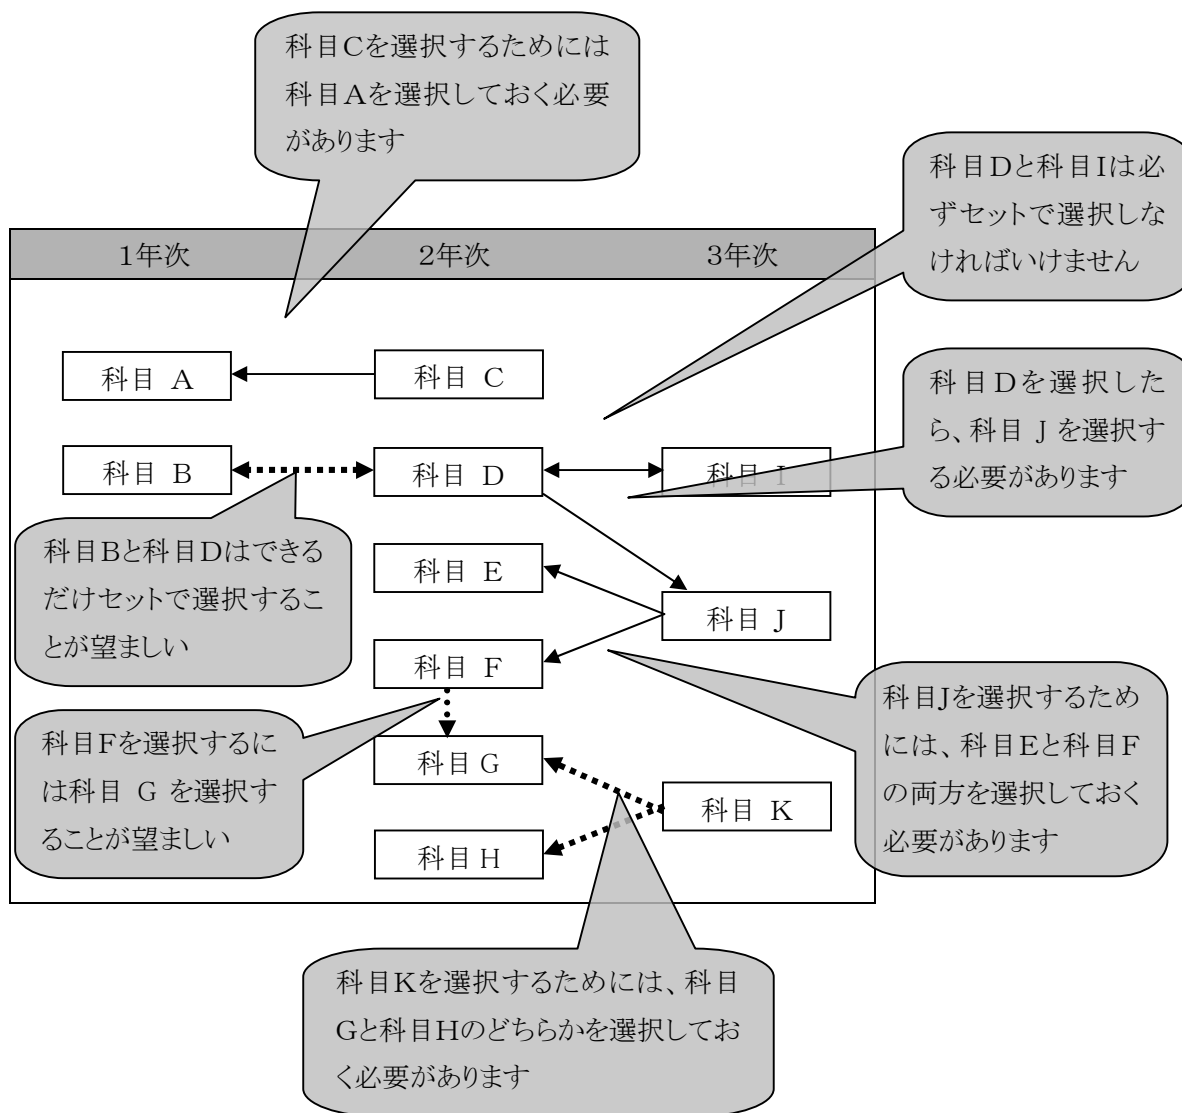 科目Cを選択するためには
科目Aを選択しておく必要
があります
科目Dと科目Iは必
ずセットで選択しな
ければいけません
1年次
2年次
3年次
科目 A
科目 C
科目Dを選択した
ら、科目 J を選択す
る必要があります
科目 B
科目 D
科目 I
科目Bと科目Dはできる
だけセットで選択するこ
とが望ましい
科目 E
科目 J
科目 F
科目Jを選択するため
には、科目Eと科目F
の両方を選択しておく
必要があります
科目Fを選択するに
は科目 G を選択す
ることが望ましい
科目 G
科目 K
科目 H
科目Kを選択するためには、科目
Gと科目Hのどちらかを選択してお
く必要があります